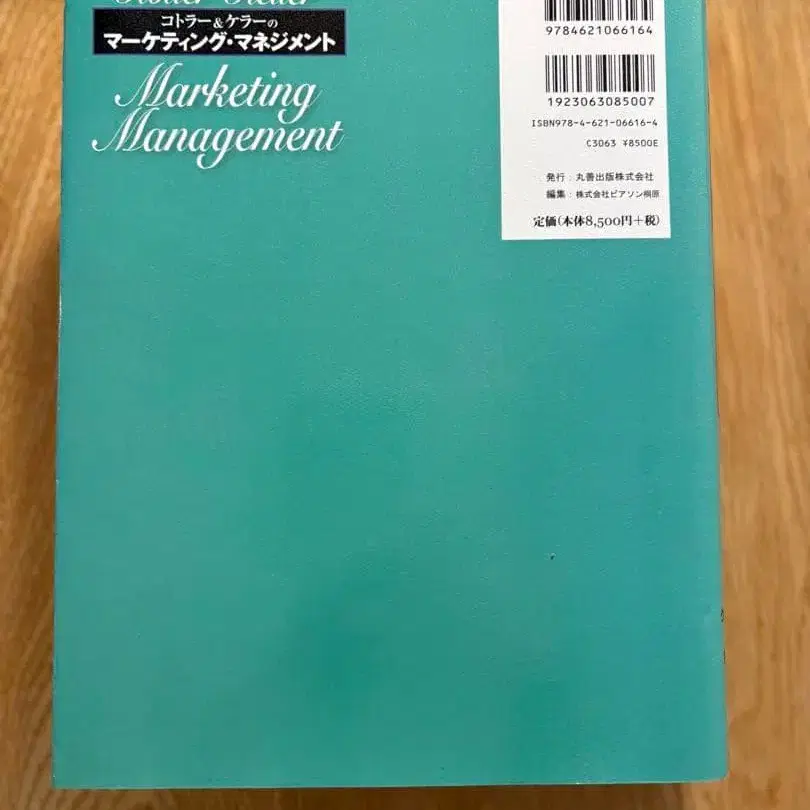 コトラー&ケラーの
マーケティング・マネジメント
Marketing
Management
9784621066164
1923063085007
ISBN978-4-621-06616-4
C3063 ¥8500E
発行：丸善出版株式会社
編集：株式会社ピアソン桐原
定価(本体8,500円+税)